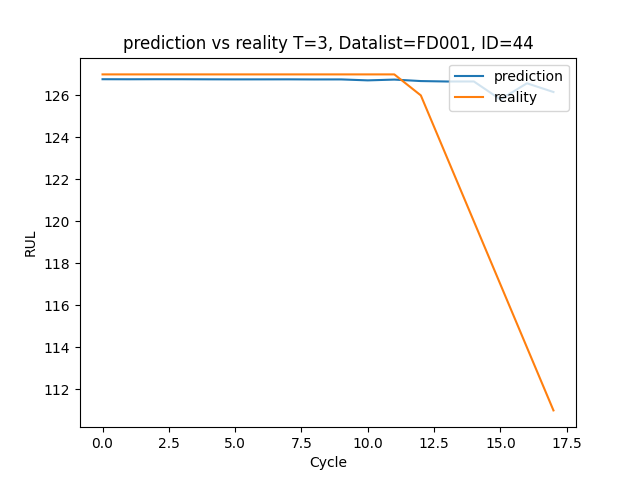 prediction vs reality T=3, Datalist=FD001, ID=44
prediction
reality
126
124
122
120
118
116
114
112
RUL
0.0 2.5 5.0 7.5 10.0 12.5 15.0 17.5
Cycle